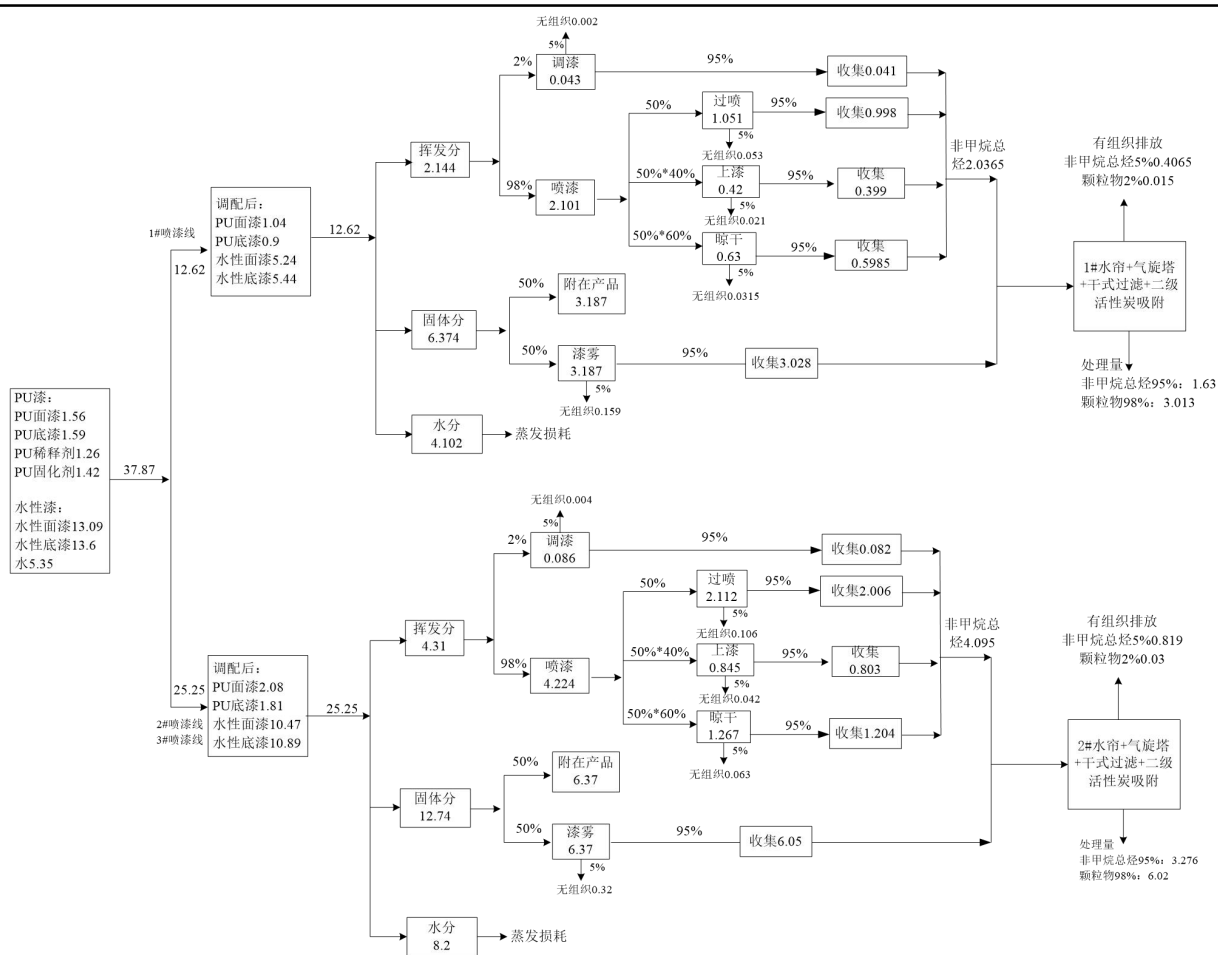 PU漆：
PU面漆1.56
PU底漆1.59
PU稀释剂1.26
PU固化剂1.42
水性漆：
水性面漆13.09
水性底漆13.6
水5.35
37.87
1#喷漆线
12.62
调配后：
PU面漆1.04
PU底漆0.9
水性面漆5.24
水性底漆5.44
12.62
挥发分
2.144
2%
调漆
0.043
5%
无组织0.002
95%
收集0.041
98%
喷漆
2.101
50%
过喷
1.051
5%
无组织0.053
95%
收集0.998
50%*40%
上漆
0.42
5%
无组织0.021
95%
收集
0.399
50%*60%
晾干
0.63
5%
无组织0.0315
95%
收集0.5985
非甲烷总
烃2.0365
固体分
6.374
50%
附在产品
3.187
50%
漆雾
3.187
5%
无组织0.159
95%
收集3.028
水分
4.102
蒸发损耗
有组织排放
非甲烷总烃5%0.4065
颗粒物2%0.015
1#水帘+气旋塔
+干式过滤+二级
活性炭吸附
处理量
非甲烷总烃95%：1.63
颗粒物98%：3.013
25.25
2#喷漆线
3#喷漆线
调配后：
PU面漆2.08
PU底漆1.81
水性面漆10.47
水性底漆10.89
25.25
挥发分
4.31
2%
调漆
0.086
5%
无组织0.004
95%
收集0.082
98%
喷漆
4.224
50%
过喷
2.112
5%
无组织0.106
95%
收集2.006
50%*40%
上漆
0.845
5%
无组织0.042
95%
收集
0.803
50%*60%
晾干
1.267
5%
无组织0.063
95%
收集1.204
非甲烷总
烃4.095
固体分
12.74
50%
附在产品
6.37
50%
漆雾
6.37
5%
无组织0.32
95%
收集6.05
水分
8.2
蒸发损耗
有组织排放
非甲烷总烃5%0.819
颗粒物2%0.03
2#水帘+气旋塔
+干式过滤+二级
活性炭吸附
处理量
非甲烷总烃95%：3.276
颗粒物98%：6.02